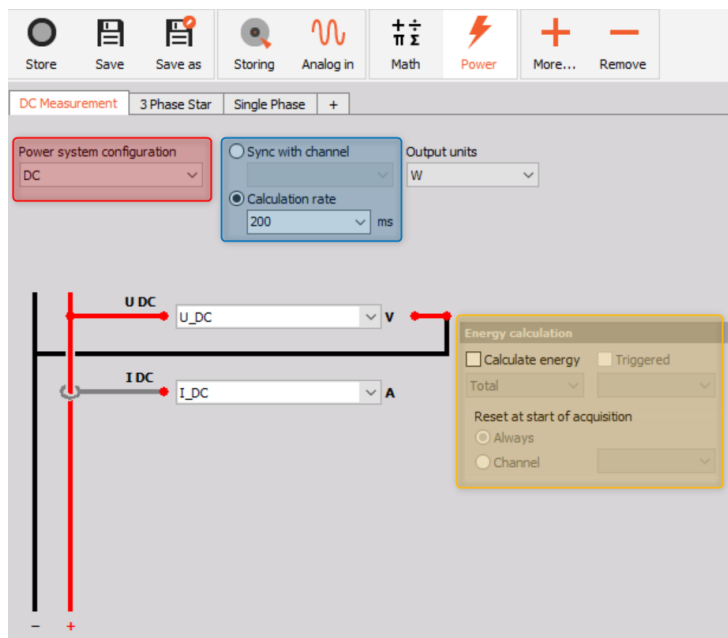 Store Save Save as Storing Analog in Math Power More... Remove
DC Measurement 3 Phase Star Single Phase +
Power system configuration
DC
Sync with channel
Calculation rate
200 ms
Output units
W
U DC U_DC V
I DC I_DC A
Energy calculation
Calculate energy Triggered
Total
Reset at start of acquisition
Always
Channel
− +